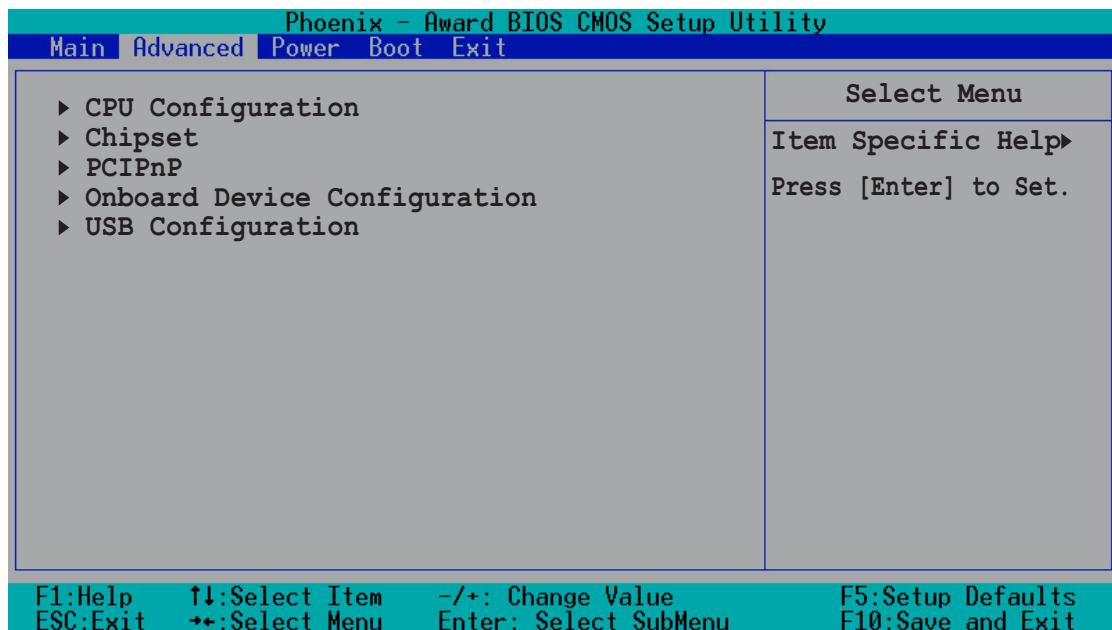 Phoenix - Award BIOS CMOS Setup Utility
Main Advanced Power Boot Exit
CPU Configuration
Chipset
PCIPnP
Onboard Device Configuration
USB Configuration
Select Menu
Item Specific Help
Press [Enter] to Set.
F1:Help ↑↓:Select Item -/+: Change Value F5:Setup Defaults
ESC:Exit →←:Select Menu Enter: Select SubMenu F10:Save and Exit